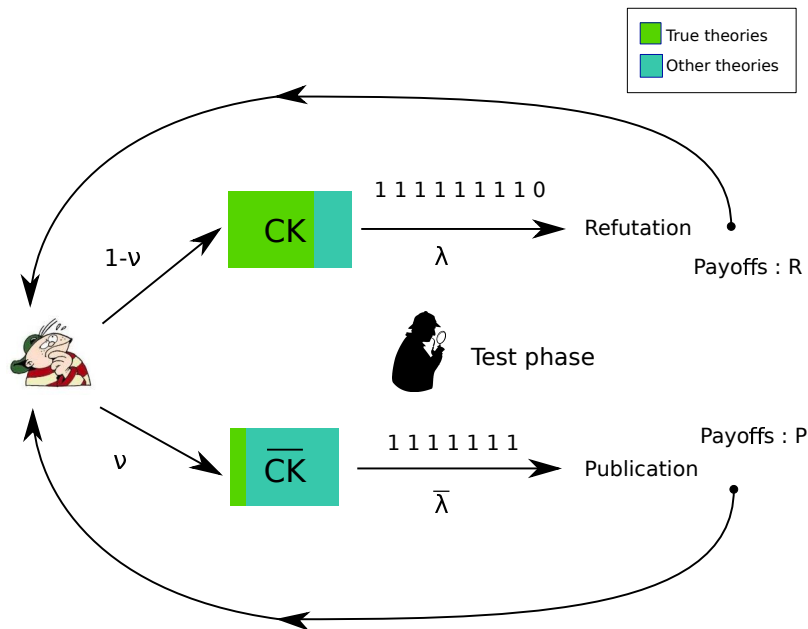 True theories
Other theories
1 1 1 1 1 1 1 1 1 0
CK
1-ν
λ
Refutation
Payoffs : R
Test phase
Payoffs : P
1 1 1 1 1 1 1
C̅K̅
ν
λ̅
Publication